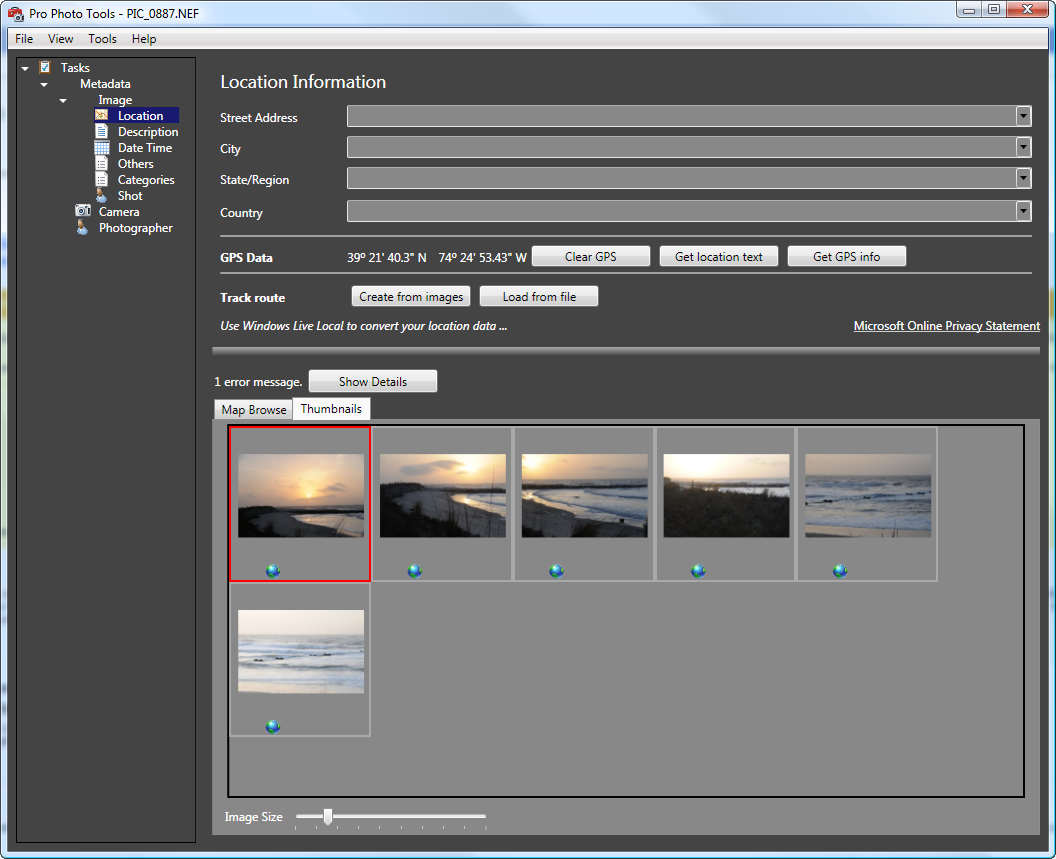 Pro Photo Tools - PIC_0887.NEF
File View Tools Help
Tasks
Metadata
Image
Location
Description
Date Time
Others
Categories
Shot
Camera
Photographer
Location Information
Street Address
City
State/Region
Country
GPS Data 39º 21' 40.3" N 74º 24' 53.43" W Clear GPS Get location text Get GPS info
Track route Create from images Load from file
Use Windows Live Local to convert your location data ... Microsoft Online Privacy Statement
1 error message. Show Details
Map Browse Thumbnails
Image Size